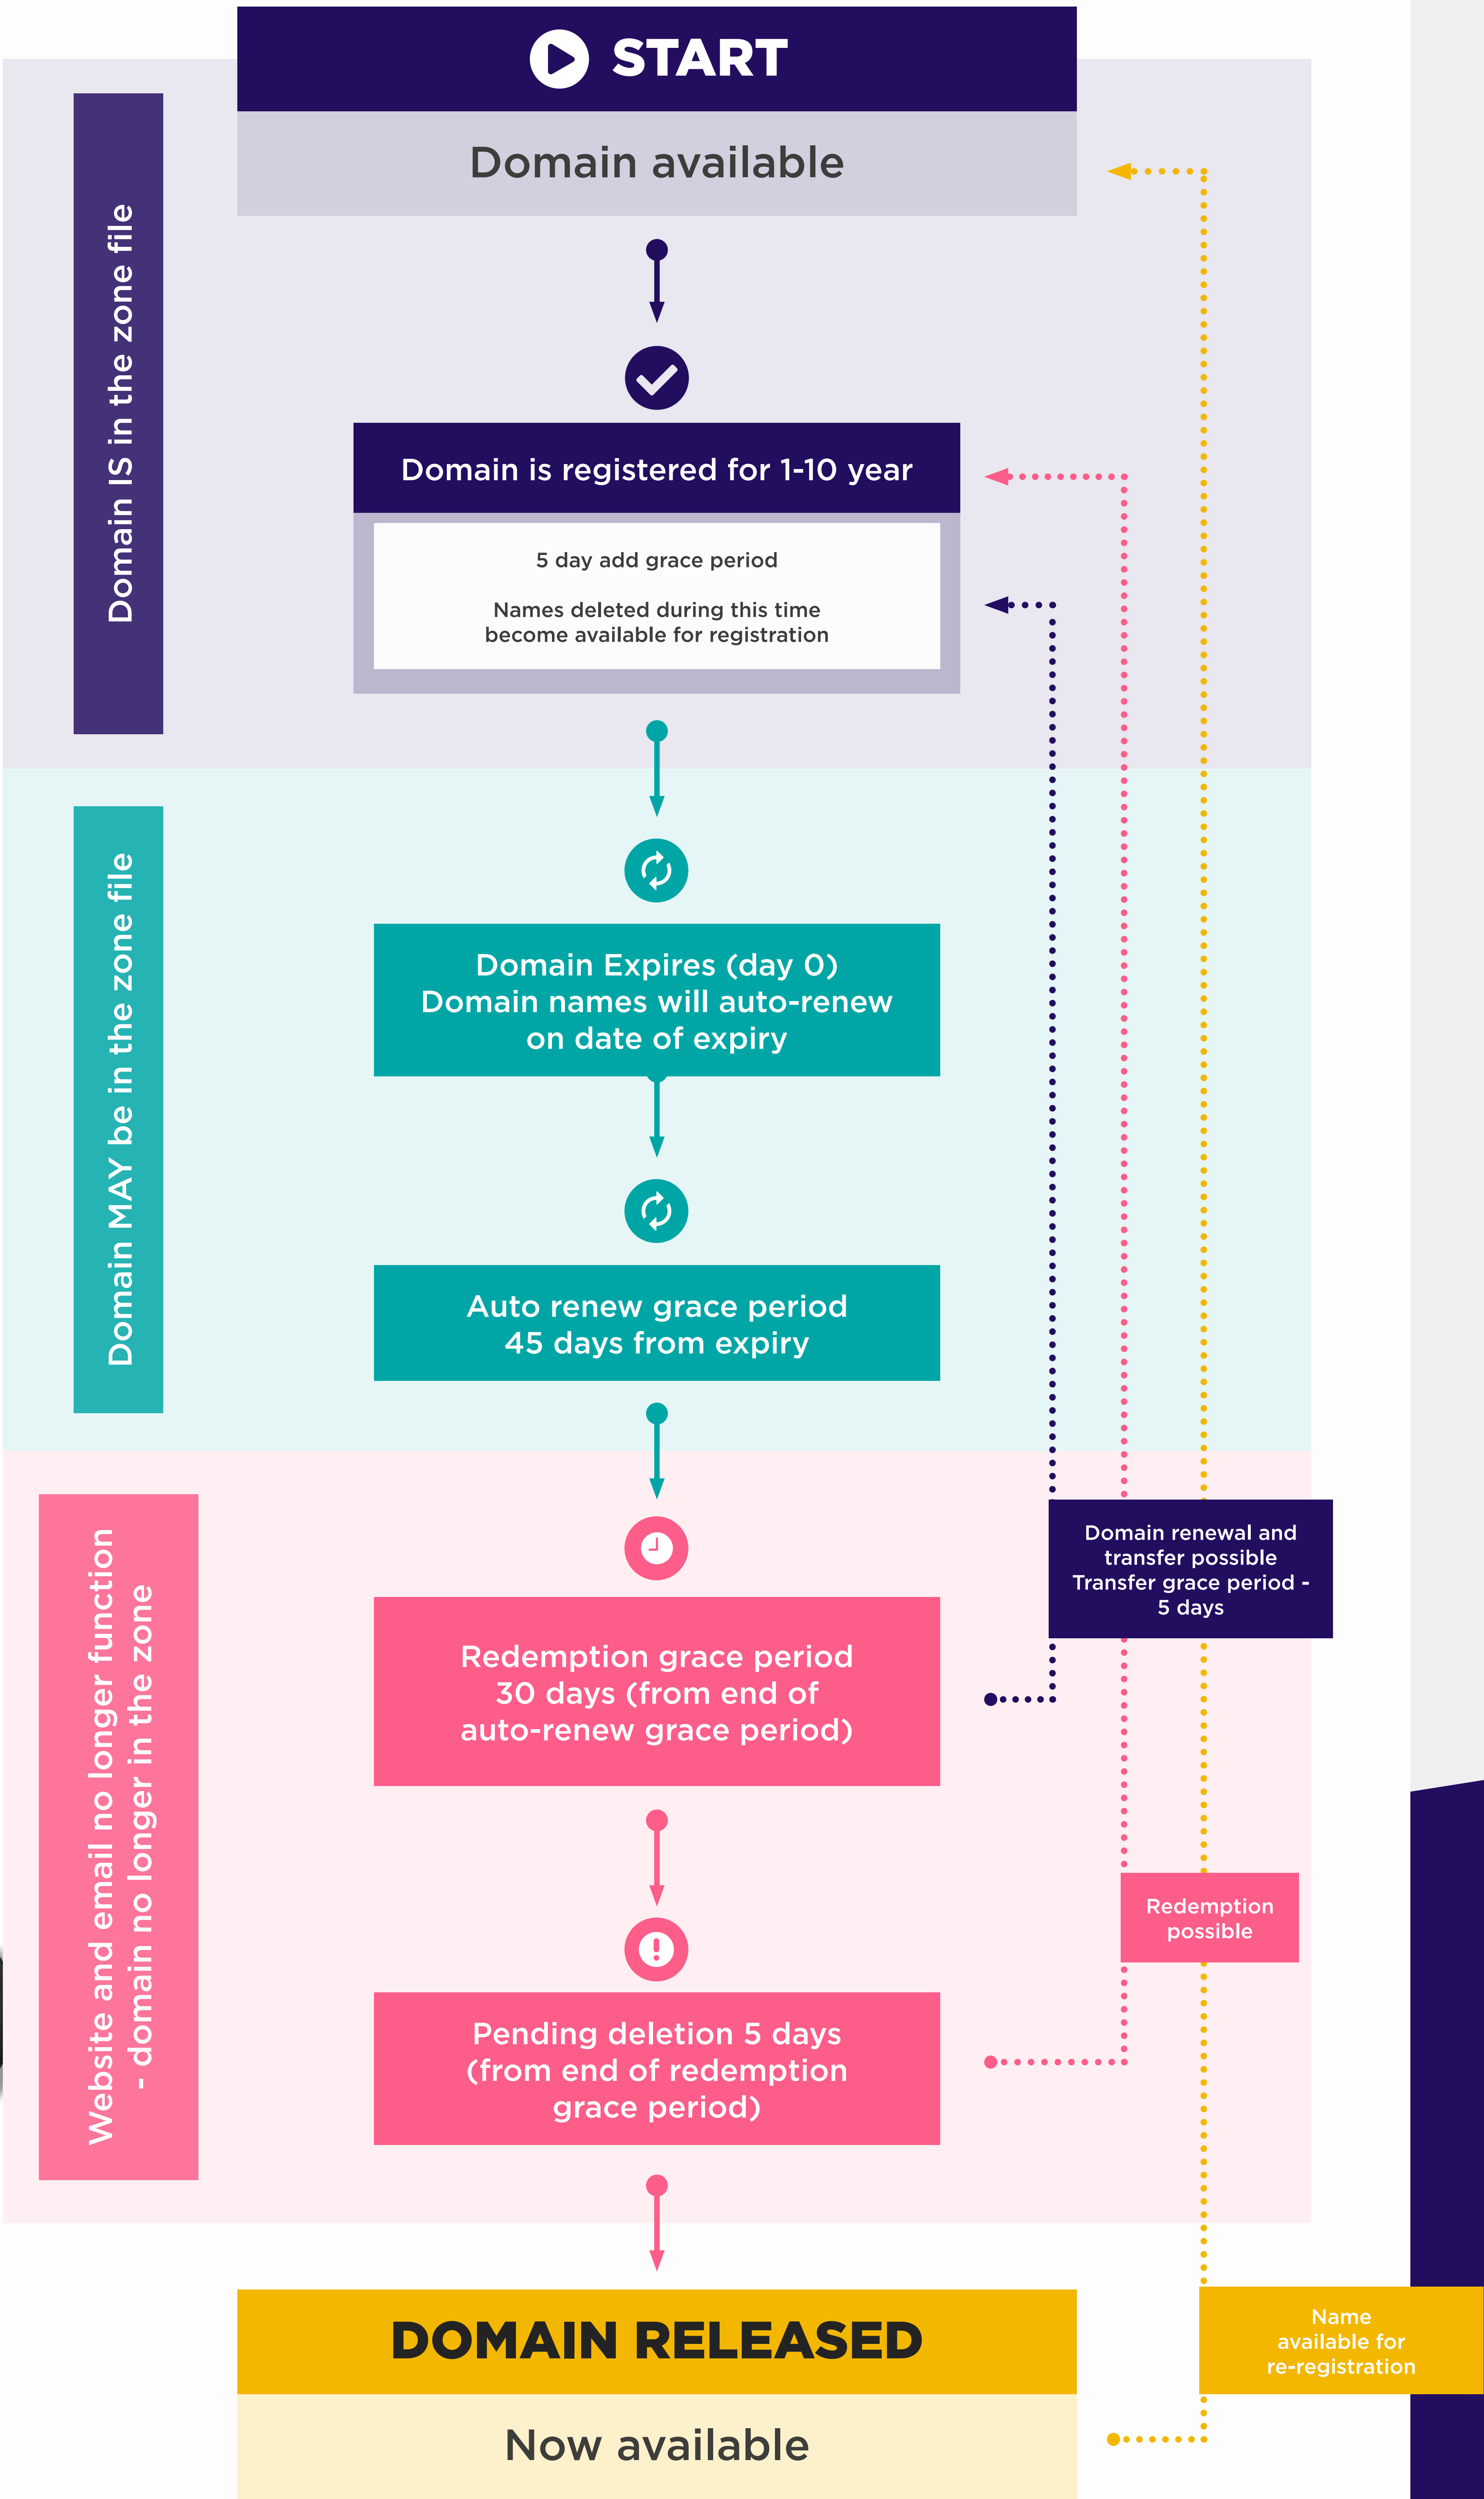 START
Domain available
Domain IS in the zone file
Domain is registered for 1-10 year
5 day add grace period
Names deleted during this time
become available for registration
Domain MAY be in the zone file
Domain Expires (day 0)
Domain names will auto-renew
on date of expiry
Auto renew grace period
45 days from expiry
Website and email no longer function
- domain no longer in the zone
Domain renewal and
transfer possible
Transfer grace period -
5 days
Redemption grace period
30 days (from end of
auto-renew grace period)
Redemption
possible
Pending deletion 5 days
(from end of redemption
grace period)
DOMAIN RELEASED
Now available
Name
available for
re-registration